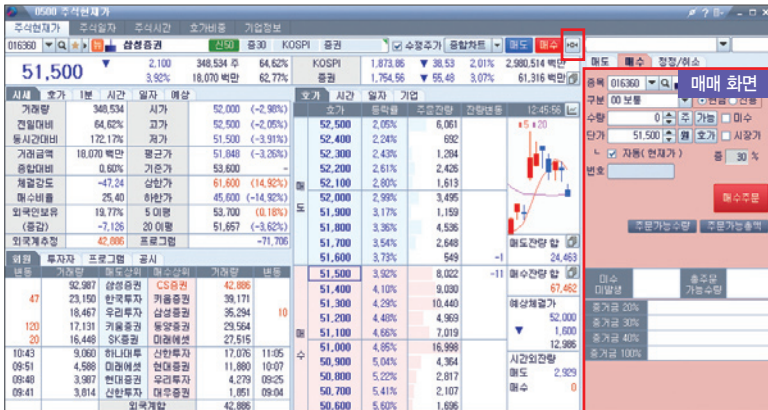 0500 주식현재가
주식현재가 주식일자 주식시간 호가비중 기업정보
016360 삼성증권 신50 증30 KOSPI 증권 수정주가 종합차트 매도 매수
51,500 ▼ 2,100 348,534 주 64,62% KOSPI 1,873,86 ▼ 38,53 2,01% 2,980,514 백만
3,92% 18,070 백만 62,77% 증권 1,754,56 ▼ 55,48 3,07% 61,316 백만
시세 호가 1분 시간 일자 예상
거래량 348,534 시가 52,000 (-2,98%)
전일대비 64,62% 고가 52,500 (-2,05%)
동시간대비 172,17% 저가 51,500 (-3,91%)
거래금액 18,070 백만 평균가 51,848 (-3,26%)
증합대비 0,60% 기준가 53,600 -
체결강도 -47,24 상한가 61,600 (14,92%)
매수비율 25,40 하한가 45,600 (-14,92%)
외국인보유 19,77% 5 이평 53,700 (0,18%)
(증감) -7,126 20 이평 51,657 (-3,62%)
외국계추정 42,886 프로그램 -71,706
회원 투자자 프로그램 공시
변동 거래량 매도상위 매수상위 거래량 변동
92,987 삼성증권 CS증권 42,886
47 23,150 한국투자 키움증권 39,171
18,467 우리투자 삼성증권 35,294 10
120 17,131 키움증권 동양증권 29,564
20 16,448 SK증권 미래에셋 27,515
10:43 9,060 하나대투 신한투자 17,076 11:05
09:51 4,588 미래에셋 현대증권 11,880 10:07
09:48 3,987 현대증권 우리투자 4,279 09:25
09:41 3,814 신한투자 대우증권 1,851 09:04
외국계합 42,886
호가 시간 일자 기업
호가 등락률 주문잔량 잔량변동 12:45:56
52,500 2,05% 6,061
52,400 2,24% 692
52,300 2,43% 1,284
52,200 2,61% 2,426
52,100 2,80% 1,613
52,000 2,99% 3,495
51,900 3,17% 1,159
51,800 3,36% 4,536
51,700 3,54% 2,648
51,600 3,73% 549 -1
매도
51,500 3,92% 8,022 -11
51,400 4,10% 9,030
51,300 4,29% 10,440
51,200 4,48% 4,969
51,100 4,66% 7,019
51,000 4,85% 16,998
50,900 5,04% 4,364
50,800 5,22% 2,817
50,700 5,41% 2,107
50,600 5,60% 1,696
매수
5 20
매도잔량 합
24,463
매수잔량 합
67,462
예상체결가
52,000
▼ 1,600
12,986
시간외잔량
매도 2,929
매수 0
매도 매수 정정/취소
종목 016360
매매 화면
구분 00 보통 현금 신용
수량 0 주 가능 미수
단가 51,500 원 호가 시장가
└ 자동(현재가) 증 30 %
번호
매수주문
주문가능수량 주문가능총액
미수
미발생
총주문
가능수량
증거금 20%
증거금 30%
증거금 40%
증거금 100%